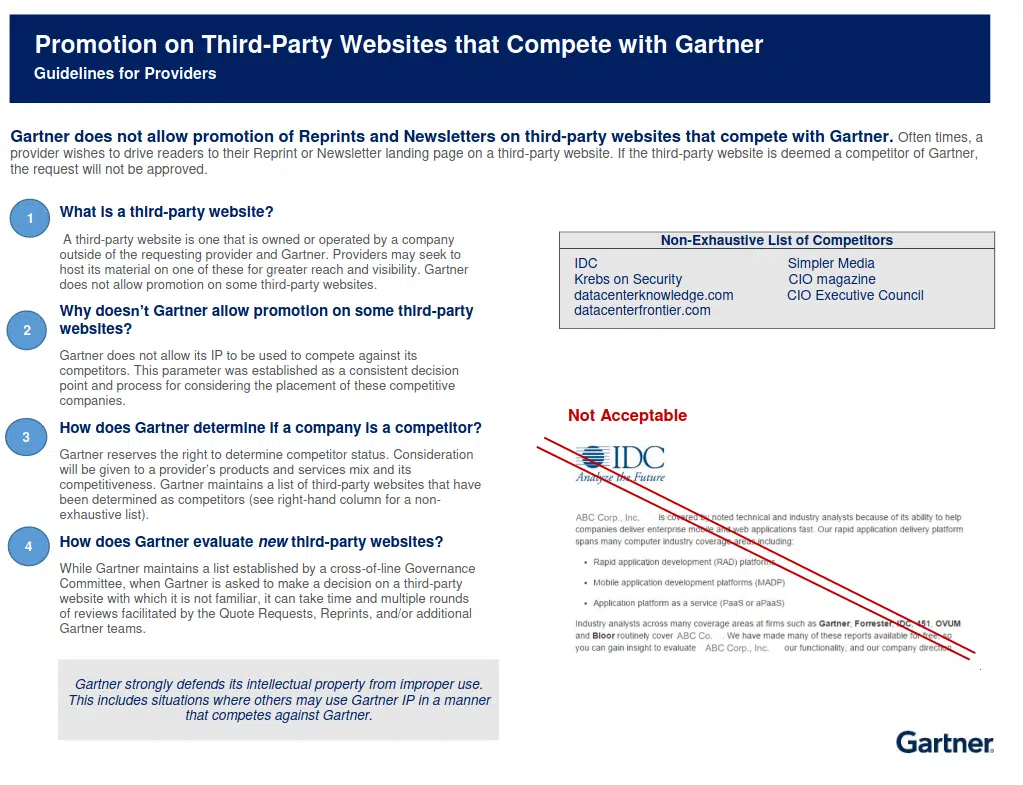 Promotion on Third-Party Websites that Compete with Gartner
Guidelines for Providers
Gartner does not allow promotion of Reprints and Newsletters on third-party websites that compete with Gartner. Often times, a
provider wishes to drive readers to their Reprint or Newsletter landing page on a third-party website. If the third-party website is deemed a competitor of Gartner,
the request will not be approved.
1
What is a third-party website?
A third-party website is one that is owned or operated by a company
outside of the requesting provider and Gartner. Providers may seek to
host its material on one of these for greater reach and visibility. Gartner
does not allow promotion on some third-party websites.
2
Why doesn't Gartner allow promotion on some third-party
websites?
Gartner does not allow its IP to be used to compete against its
competitors. This parameter was established as a consistent decision
point and process for considering the placement of these competitive
companies.
3
How does Gartner determine if a company is a competitor?
Gartner reserves the right to determine competitor status. Consideration
will be given to a provider's products and services mix and its
competitiveness. Gartner maintains a list of third-party websites that have
been determined as competitors (see right-hand column for a non-
exhaustive list).
4
How does Gartner evaluate new third-party websites?
While Gartner maintains a list established by a cross-of-line Governance
Committee, when Gartner is asked to make a decision on a third-party
website with which it is not familiar, it can take time and multiple rounds
of reviews facilitated by the Quote Requests, Reprints, and/or additional
Gartner teams.
Gartner strongly defends its intellectual property from improper use.
This includes situations where others may use Gartner IP in a manner
that competes against Gartner.
Non-Exhaustive List of Competitors
IDC
Krebs on Security
datacenterknowledge.com
datacenterfrontier.com
Simpler Media
CIO magazine
CIO Executive Council
Not Acceptable
IDC
Analyze the Future
ABC Corp., Inc. is covered by noted technical and industry analysts because of its ability to help
companies deliver enterprise mobile and web applications fast. Our rapid application delivery platform
spans many computer industry coverage areas including:
• Rapid application development (RAD) platforms
• Mobile application development platforms (MADP)
• Application platform as a service (PaaS or aPaaS)
Industry analysts across many coverage areas at firms such as Gartner, Forrester, IDC, 451, OVUM
and Bloor routinely cover ABC Co. . We have made many of these reports available for free, so
you can gain insight to evaluate ABC Corp., Inc. our functionality, and our company direction.
Gartner